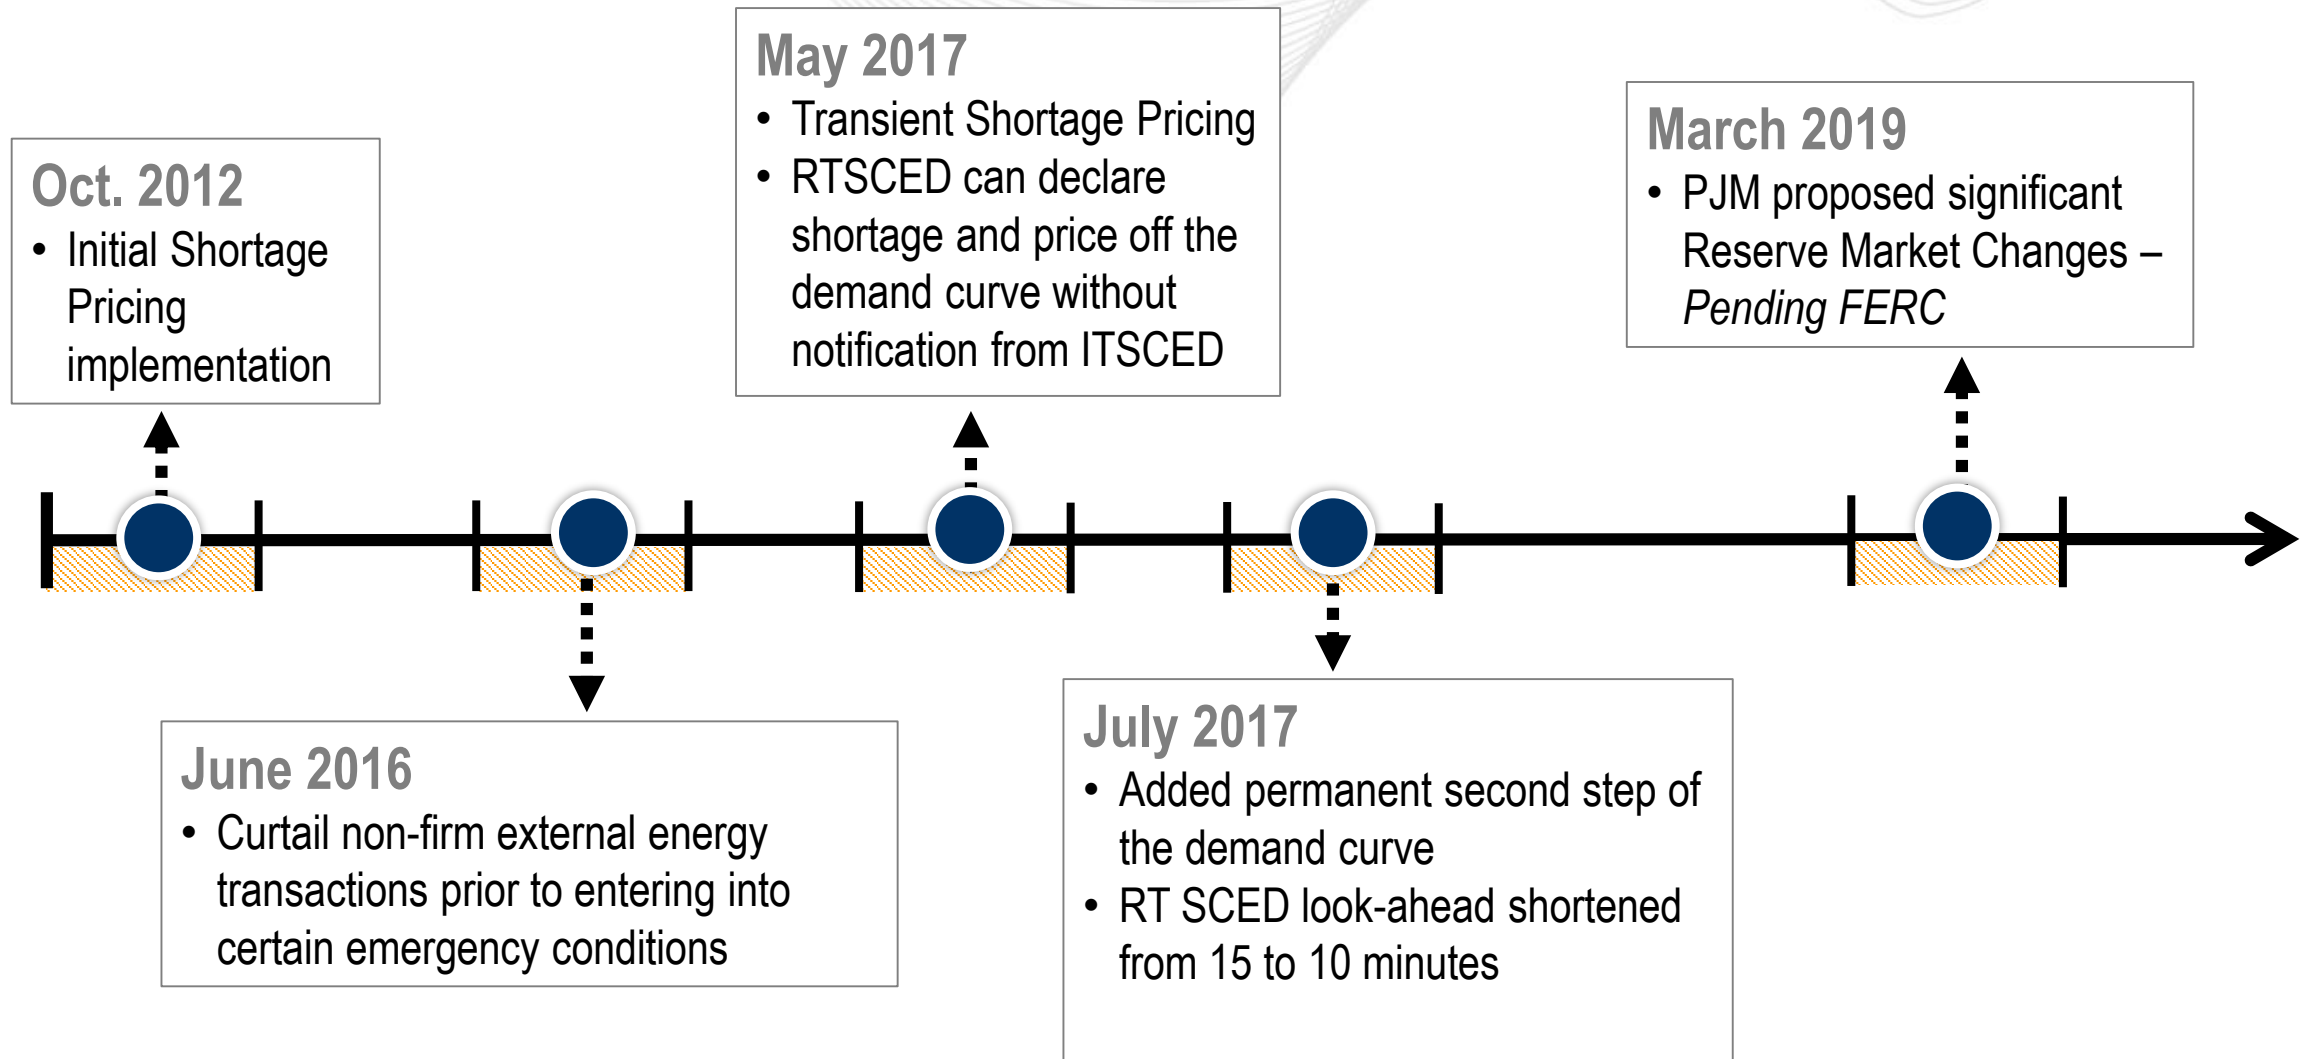 Oct. 2012
• Initial Shortage
Pricing
implementation
June 2016
• Curtail non-firm external energy
transactions prior to entering into
certain emergency conditions
May 2017
• Transient Shortage Pricing
• RTSCED can declare
shortage and price off the
demand curve without
notification from ITSCED
July 2017
• Added permanent second step of
the demand curve
• RT SCED look-ahead shortened
from 15 to 10 minutes
March 2019
• PJM proposed significant
Reserve Market Changes –
Pending FERC